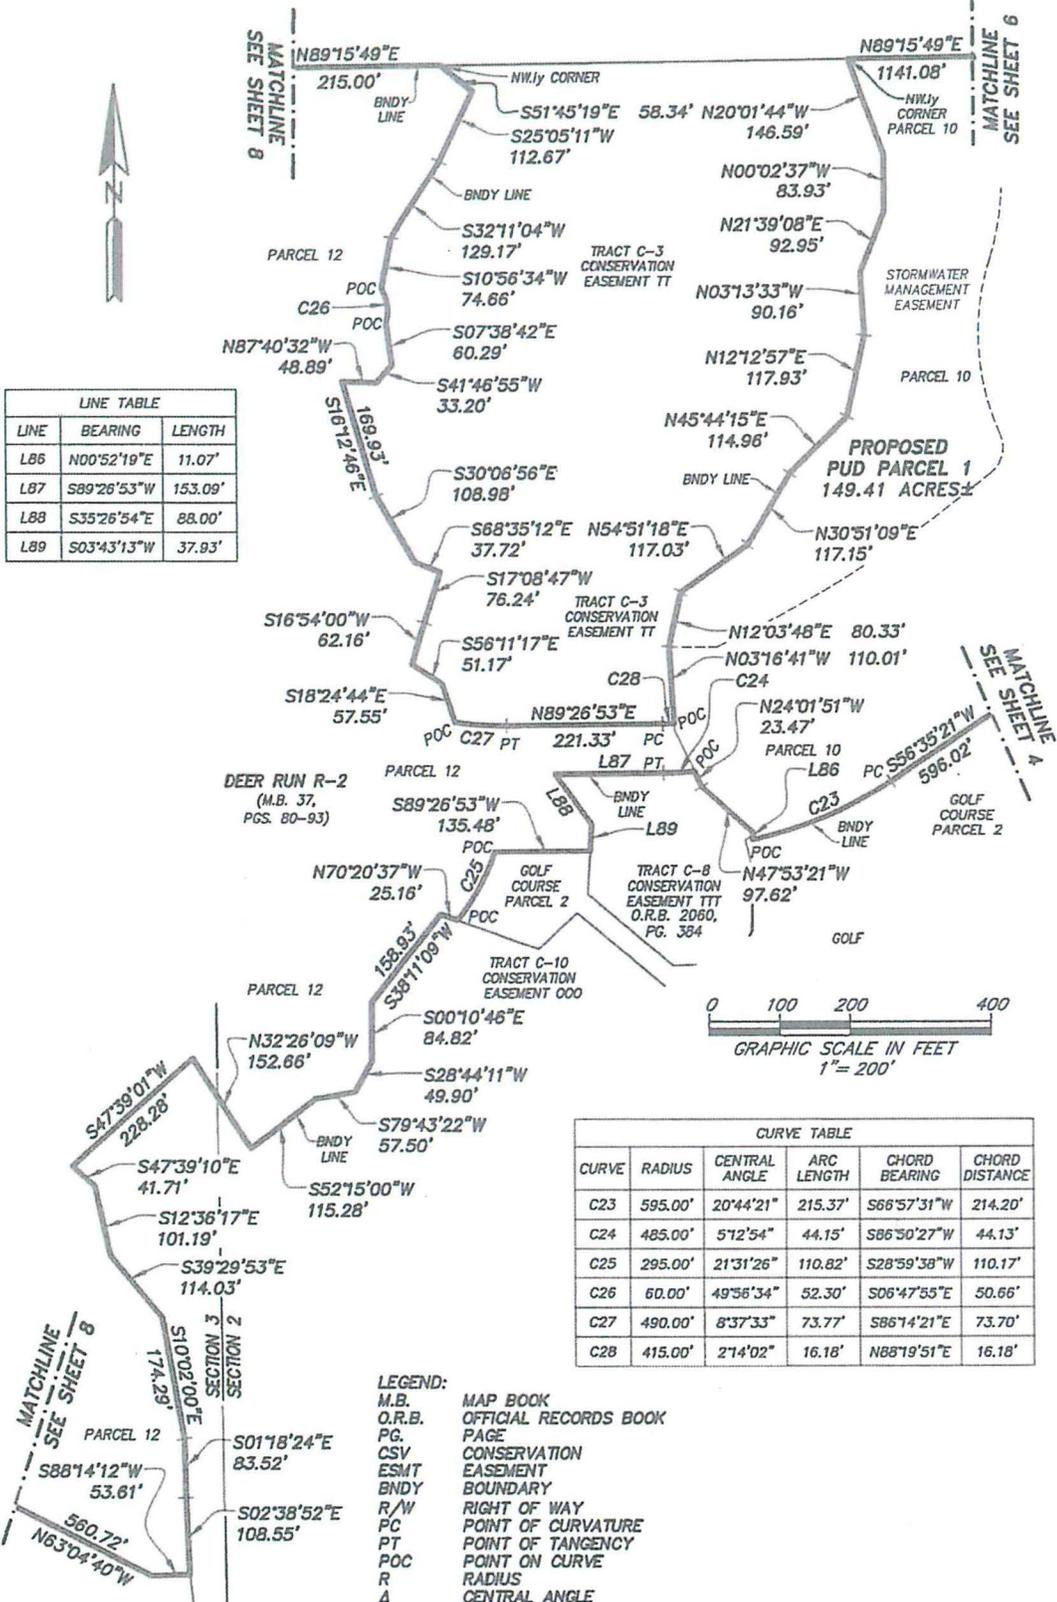 MATCHLINE
SEE SHEET 8
N89°15'49"E
215.00'
BNDY
LINE
NW.ly CORNER
N89°15'49"E
1141.08'
MATCHLINE
SEE SHEET 6
NW.ly
CORNER
PARCEL 10
S51°45'19"E 58.34'
N20°01'44"W
146.59'
S25°05'11"W
112.67'
BNDY LINE
N00°02'37"W
83.93'
S32°11'04"W
129.17'
N21°39'08"E
92.95'
PARCEL 12
TRACT C-3
CONSERVATION
EASEMENT TT
S10°56'34"W
74.66'
POC
C26
POC
N03°13'33"W
90.16'
STORMWATER
MANAGEMENT
EASEMENT
S07°38'42"E
60.29'
N87°40'32"W
48.89'
S41°46'55"W
33.20'
N12°12'57"E
117.93'
PARCEL 10
169.93'
S16°12'46"E
N45°44'15"E
114.96'
PROPOSED
PUD PARCEL 1
149.41 ACRES±
S30°06'56"E
108.98'
BNDY LINE
LINE TABLE
LINE BEARING LENGTH
L86 N00°52'19"E 11.07'
L87 S89°26'53"W 153.09'
L88 S35°26'54"E 88.00'
L89 S03°43'13"W 37.93'
S68°35'12"E
37.72'
N54°51'18"E
117.03'
N30°51'09"E
117.15'
S17°08'47"W
76.24'
TRACT C-3
CONSERVATION
EASEMENT TT
S16°54'00"W
62.16'
S56°11'17"E
51.17'
N12°03'48"E 80.33'
N03°16'41"W 110.01'
S18°24'44"E
57.55'
C28
C24
N24°01'51"W
23.47'
MATCHLINE
SEE SHEET 4
POC
C27
PT
N89°26'53"E
221.33'
PC
POC
POC
PARCEL 10
L86
PC
S56°35'21"W
596.02'
C23
BNDY
LINE
POC
GOLF
COURSE
PARCEL 2
DEER RUN R-2
(M.B. 37,
PGS. 80-93)
PARCEL 12
L87
PT
L88
BNDY
LINE
L89
S89°26'53"W
135.48'
POC
N47°53'21"W
97.62'
N70°20'37"W
25.16'
C25
POC
GOLF
COURSE
PARCEL 2
TRACT C-8
CONSERVATION
EASEMENT TTT
O.R.B. 2060,
PG. 384
GOLF
158.93'
S38°11'09"W
TRACT C-10
CONSERVATION
EASEMENT OOO
PARCEL 12
S00°10'46"E
84.82'
N32°26'09"W
152.66'
0 100 200 400
GRAPHIC SCALE IN FEET
1"= 200'
S47°39'01"W
228.28'
S28°44'11"W
49.90'
S79°43'22"W
57.50'
BNDY
LINE
S52°15'00"W
115.28'
S47°39'10"E
41.71'
S12°36'17"E
101.19'
S39°29'53"E
114.03'
CURVE TABLE
CURVE RADIUS CENTRAL ANGLE ARC LENGTH CHORD BEARING CHORD DISTANCE
C23 595.00' 20°44'21" 215.37' S66°57'31"W 214.20'
C24 485.00' 5°12'54" 44.15' S86°50'27"W 44.13'
C25 295.00' 21°31'26" 110.82' S28°59'38"W 110.17'
C26 60.00' 49°56'34" 52.30' S06°47'55"E 50.66'
C27 490.00' 8°37'33" 73.77' S86°14'21"E 73.70'
C28 415.00' 2°14'02" 16.18' N88°19'51"E 16.18'
MATCHLINE
SEE SHEET 8
S10°02'00"E
174.29'
SECTION 3
SECTION 2
PARCEL 12
S88°14'12"W
53.61'
S01°18'24"E
83.52'
S02°38'52"E
108.55'
560.72'
N63°04'40"W
LEGEND:
M.B. MAP BOOK
O.R.B. OFFICIAL RECORDS BOOK
PG. PAGE
CSV CONSERVATION
ESMT EASEMENT
BNDY BOUNDARY
R/W RIGHT OF WAY
PC POINT OF CURVATURE
PT POINT OF TANGENCY
POC POINT ON CURVE
R RADIUS
Δ CENTRAL ANGLE
N